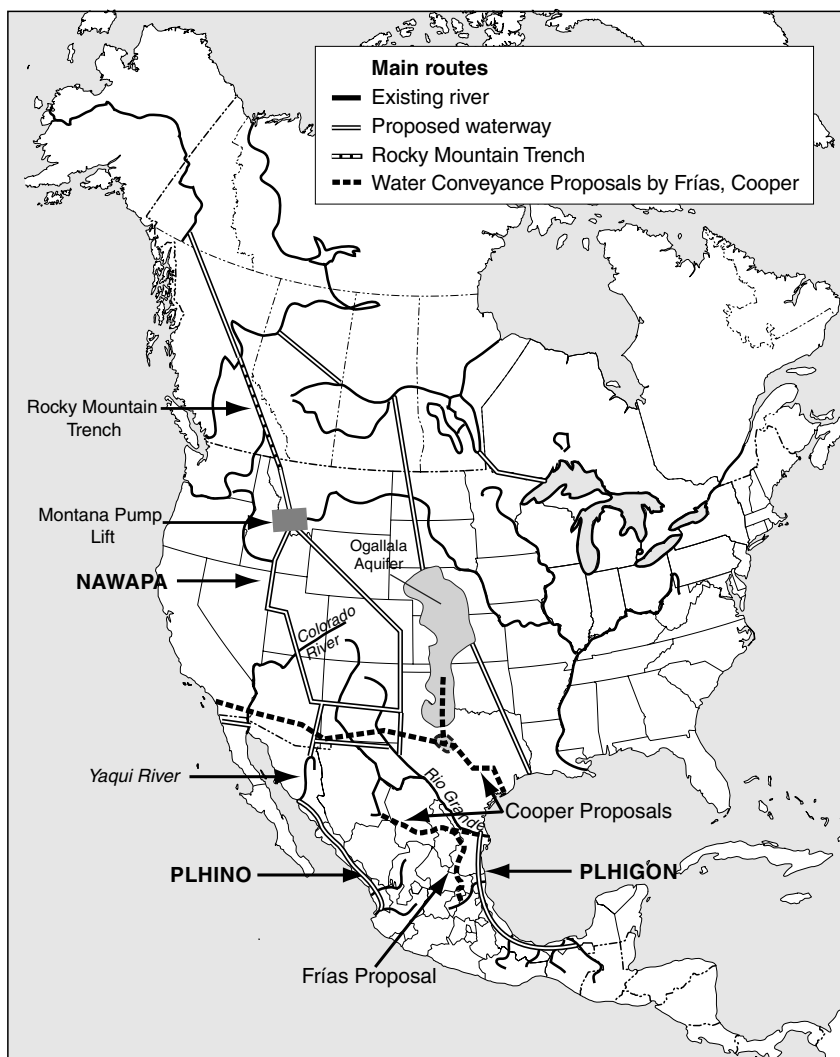 Main routes
Existing river
Proposed waterway
Rocky Mountain Trench
Water Conveyance Proposals by Frías, Cooper
Rocky Mountain
Trench
Montana Pump
Lift
NAWAPA
Ogallala
Aquifer
Colorado
River
Yaqui River
Rio Grande
Cooper Proposals
PLHINO
PLHIGON
Frías Proposal